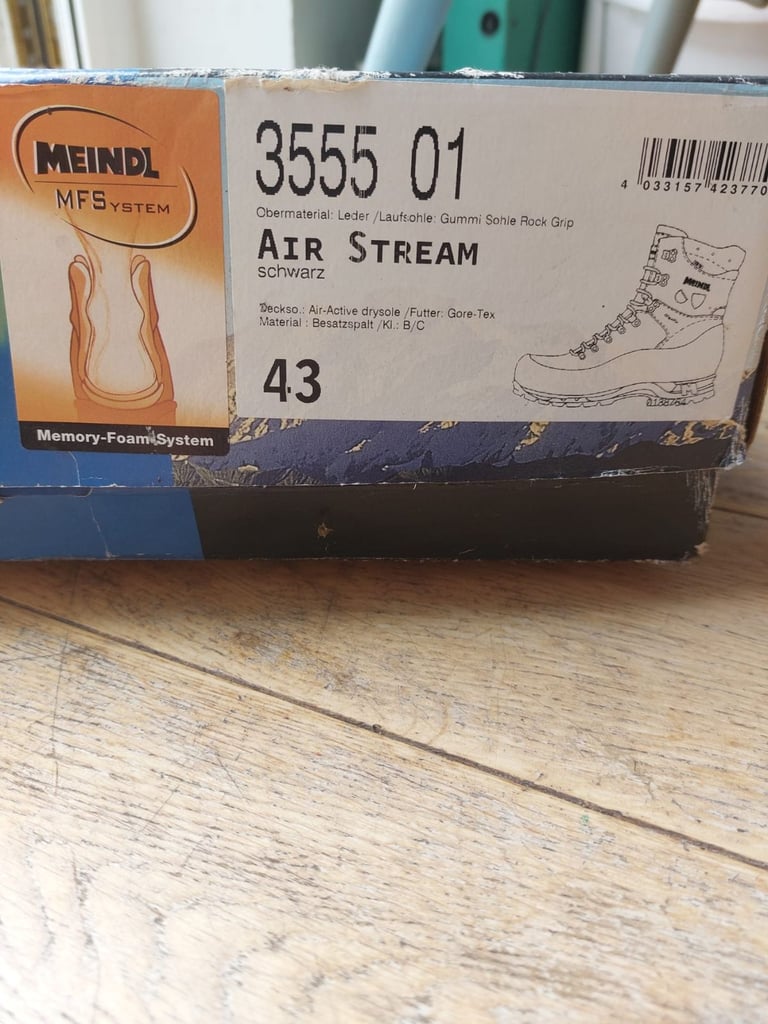 MEINDL
MFSYSTEM
Memory-Foam-System
3555 01
Obermaterial: Leder /Laufsohle: Gummi Sohle Rock Grip
AIR STREAM
schwarz
Deckso.: Air-Active drysole /Futter: Gore-Tex
Material : Besatzspalt /Kl.: B/C
43
4 033157 423770
MEINDL
0138764